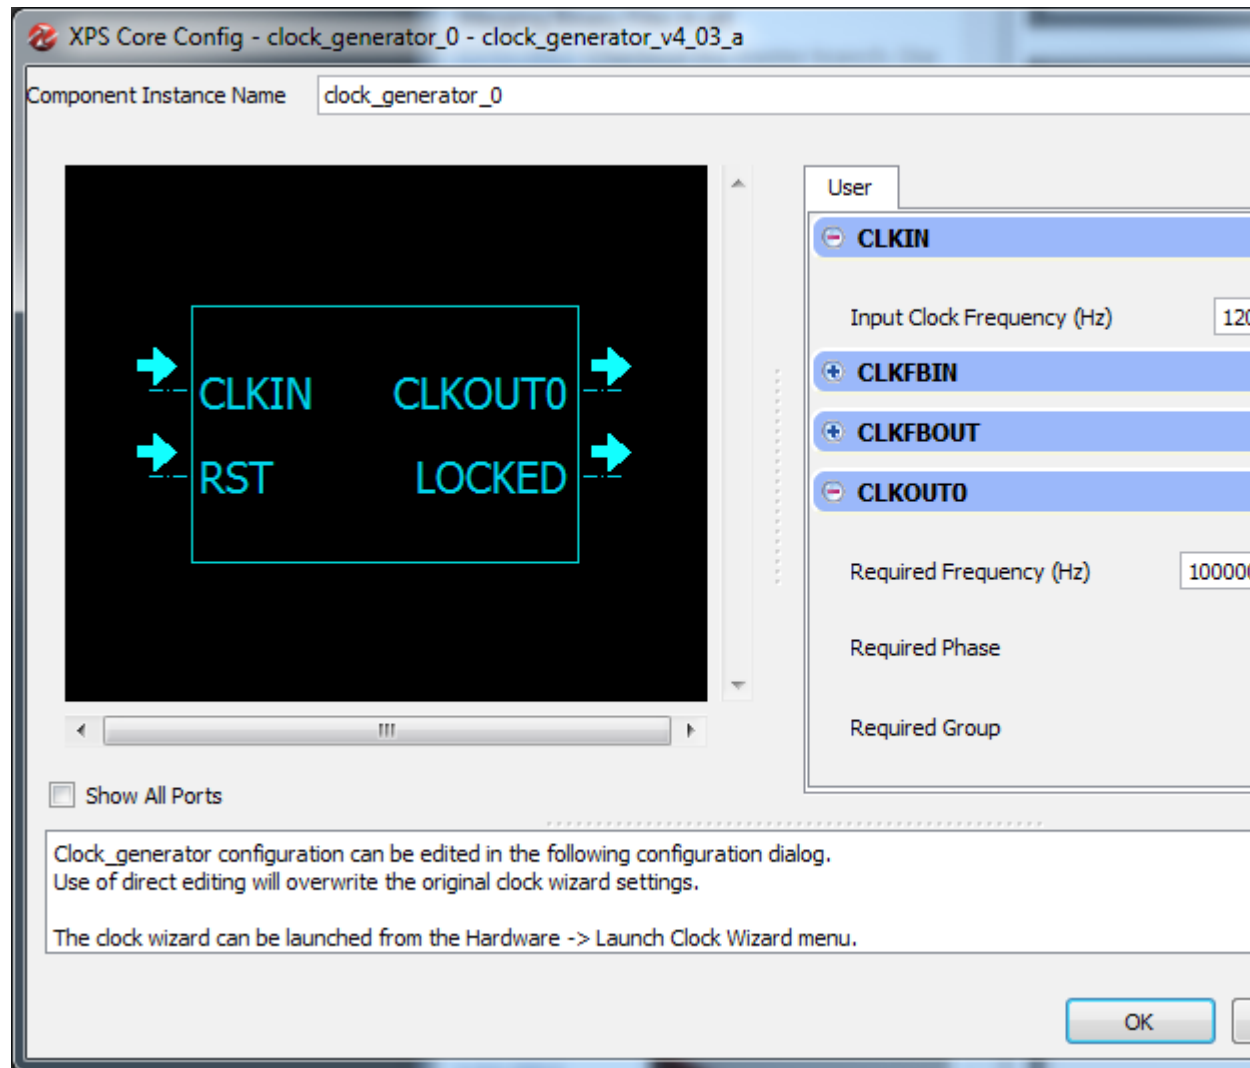 XPS Core Config - clock_generator_0 - clock_generator_v4_03_a
Component Instance Name clock_generator_0
User
CLKIN
Input Clock Frequency (Hz) 120
CLKFBIN
CLKFBOUT
CLKOUT0
Required Frequency (Hz) 100000
Required Phase
Required Group
CLKIN CLKOUT0
RST LOCKED
Show All Ports
Clock_generator configuration can be edited in the following configuration dialog.
Use of direct editing will overwrite the original clock wizard settings.
The clock wizard can be launched from the Hardware -> Launch Clock Wizard menu.
OK